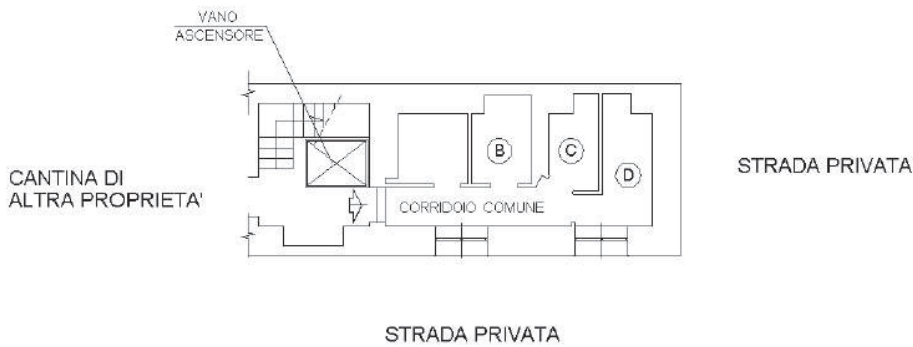 VANO
ASCENSORE
CANTINA DI
ALTRA PROPRIETA'
B
C
D
STRADA PRIVATA
CORRIDOIO COMUNE
STRADA PRIVATA